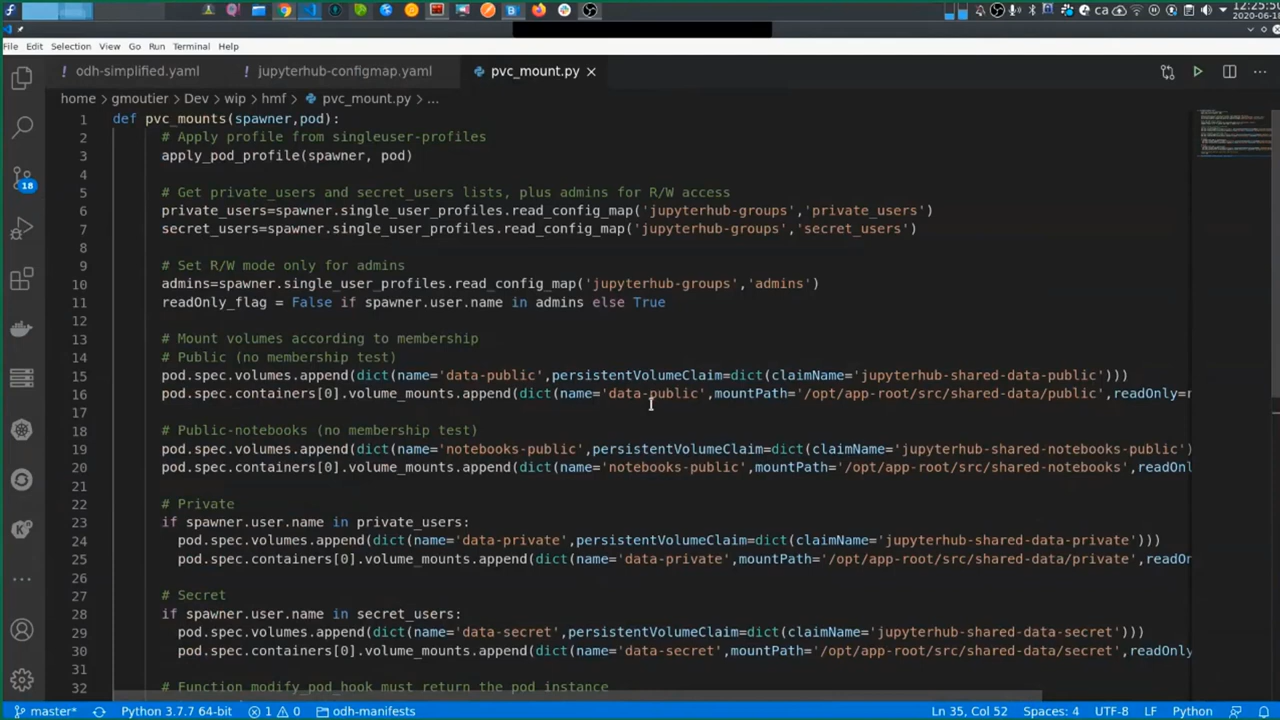 12:25:5
ca
2020-06-1
File Edit Selection View Go Run Terminal Help
odh-simplified.yaml jupyterhub-configmap.yaml pvc_mount.py
home > gmoutier > Dev > wip > hmf > pvc_mount.py > ...
1 def pvc_mounts(spawner,pod):
2 # Apply profile from singleuser-profiles
3 apply_pod_profile(spawner, pod)
4
5 # Get private_users and secret_users lists, plus admins for R/W access
6 private_users=spawner.single_user_profiles.read_config_map('jupyterhub-groups','private_users')
7 secret_users=spawner.single_user_profiles.read_config_map('jupyterhub-groups','secret_users')
8
9 # Set R/W mode only for admins
10 admins=spawner.single_user_profiles.read_config_map('jupyterhub-groups','admins')
11 readOnly_flag = False if spawner.user.name in admins else True
12
13 # Mount volumes according to membership
14 # Public (no membership test)
15 pod.spec.volumes.append(dict(name='data-public',persistentVolumeClaim=dict(claimName='jupyterhub-shared-data-public')))
16 pod.spec.containers[0].volume_mounts.append(dict(name='data-public',mountPath='/opt/app-root/src/shared-data/public',readOnly=r
17
18 # Public-notebooks (no membership test)
19 pod.spec.volumes.append(dict(name='notebooks-public',persistentVolumeClaim=dict(claimName='jupyterhub-shared-notebooks-public')
20 pod.spec.containers[0].volume_mounts.append(dict(name='notebooks-public',mountPath='/opt/app-root/src/shared-notebooks',readOnl
21
22 # Private
23 if spawner.user.name in private_users:
24 pod.spec.volumes.append(dict(name='data-private',persistentVolumeClaim=dict(claimName='jupyterhub-shared-data-private')))
25 pod.spec.containers[0].volume_mounts.append(dict(name='data-private',mountPath='/opt/app-root/src/shared-data/private',readO
26
27 # Secret
28 if spawner.user.name in secret_users:
29 pod.spec.volumes.append(dict(name='data-secret',persistentVolumeClaim=dict(claimName='jupyterhub-shared-data-secret')))
30 pod.spec.containers[0].volume_mounts.append(dict(name='data-secret',mountPath='/opt/app-root/src/shared-data/secret',readOnly
31
32 # Function modify_pod_hook must return the pod instance
18
master* Python 3.7.7 64-bit 1 0 odh-manifests Ln 35, Col 52 Spaces: 4 UTF-8 LF Python